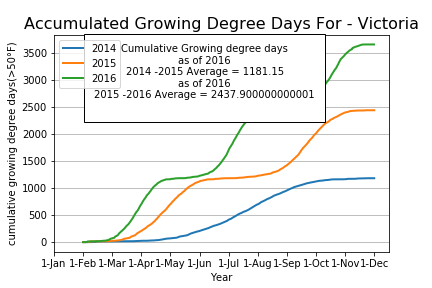 Accumulated Growing Degree Days For - Victoria
2014
2015
2016
Cumulative Growing degree days
as of 2016
2014 -2015 Average = 1181.15
as of 2016
2015 -2016 Average = 2437.900000000001
cumulative growing degree days(>50°F)
3500
3000
2500
2000
1500
1000
500
0
1-Jan 1-Feb 1-Mar 1-Apr 1-May 1-Jun 1-Jul 1-Aug 1-Sep 1-Oct 1-Nov 1-Dec
Year